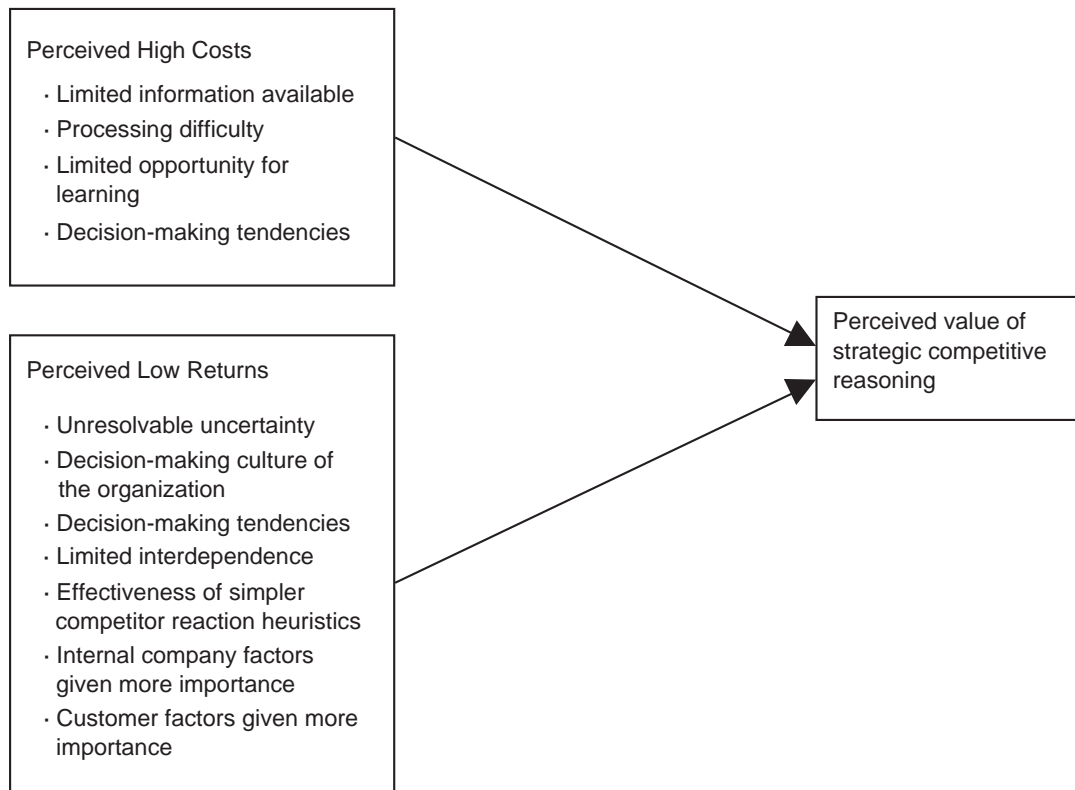 Perceived High Costs
· Limited information available
· Processing difficulty
· Limited opportunity for
learning
· Decision-making tendencies
Perceived Low Returns
· Unresolvable uncertainty
· Decision-making culture of
the organization
· Decision-making tendencies
· Limited interdependence
· Effectiveness of simpler
competitor reaction heuristics
· Internal company factors
given more importance
· Customer factors given more
importance
Perceived value of
strategic competitive
reasoning